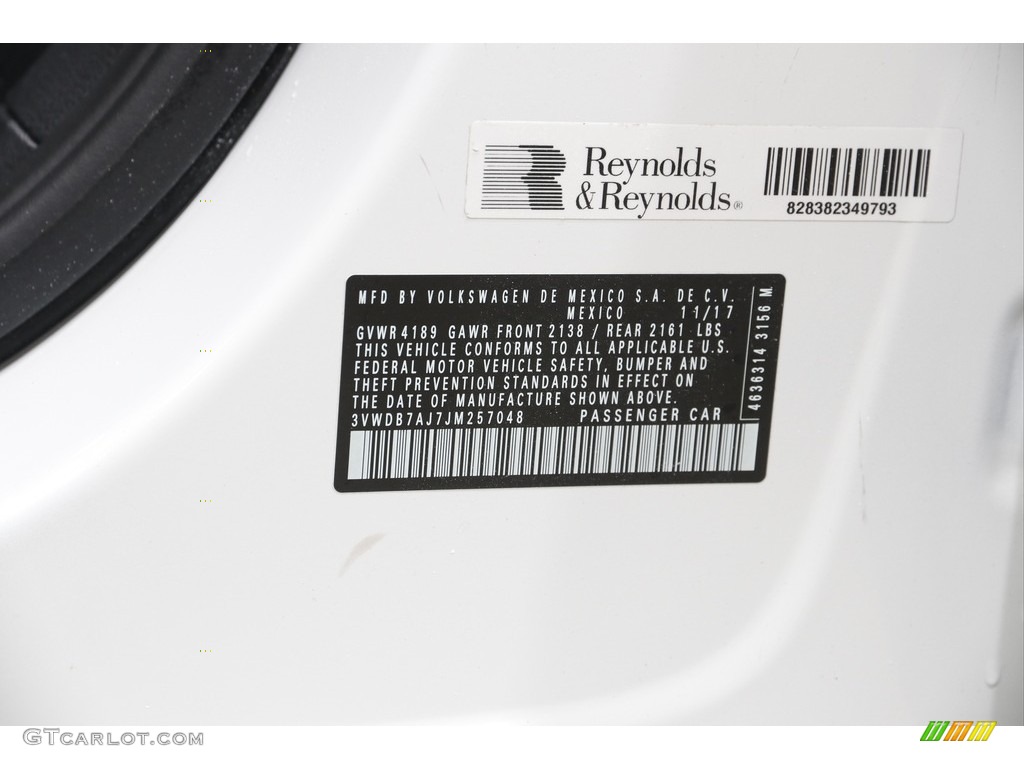 Reynolds
&Reynolds®
828382349793
MFD BY VOLKSWAGEN DE MEXICO S.A. DE C.V.
MEXICO 11/17
GVWR 4189 GAWR FRONT 2138 / REAR 2161 LBS
THIS VEHICLE CONFORMS TO ALL APPLICABLE U.S.
FEDERAL MOTOR VEHICLE SAFETY, BUMPER AND
THEFT PREVENTION STANDARDS IN EFFECT ON
THE DATE OF MANUFACTURE SHOWN ABOVE.
3VWDB7AJ7JM257048 PASSENGER CAR
4636314 3156 M
GTcarlot.com